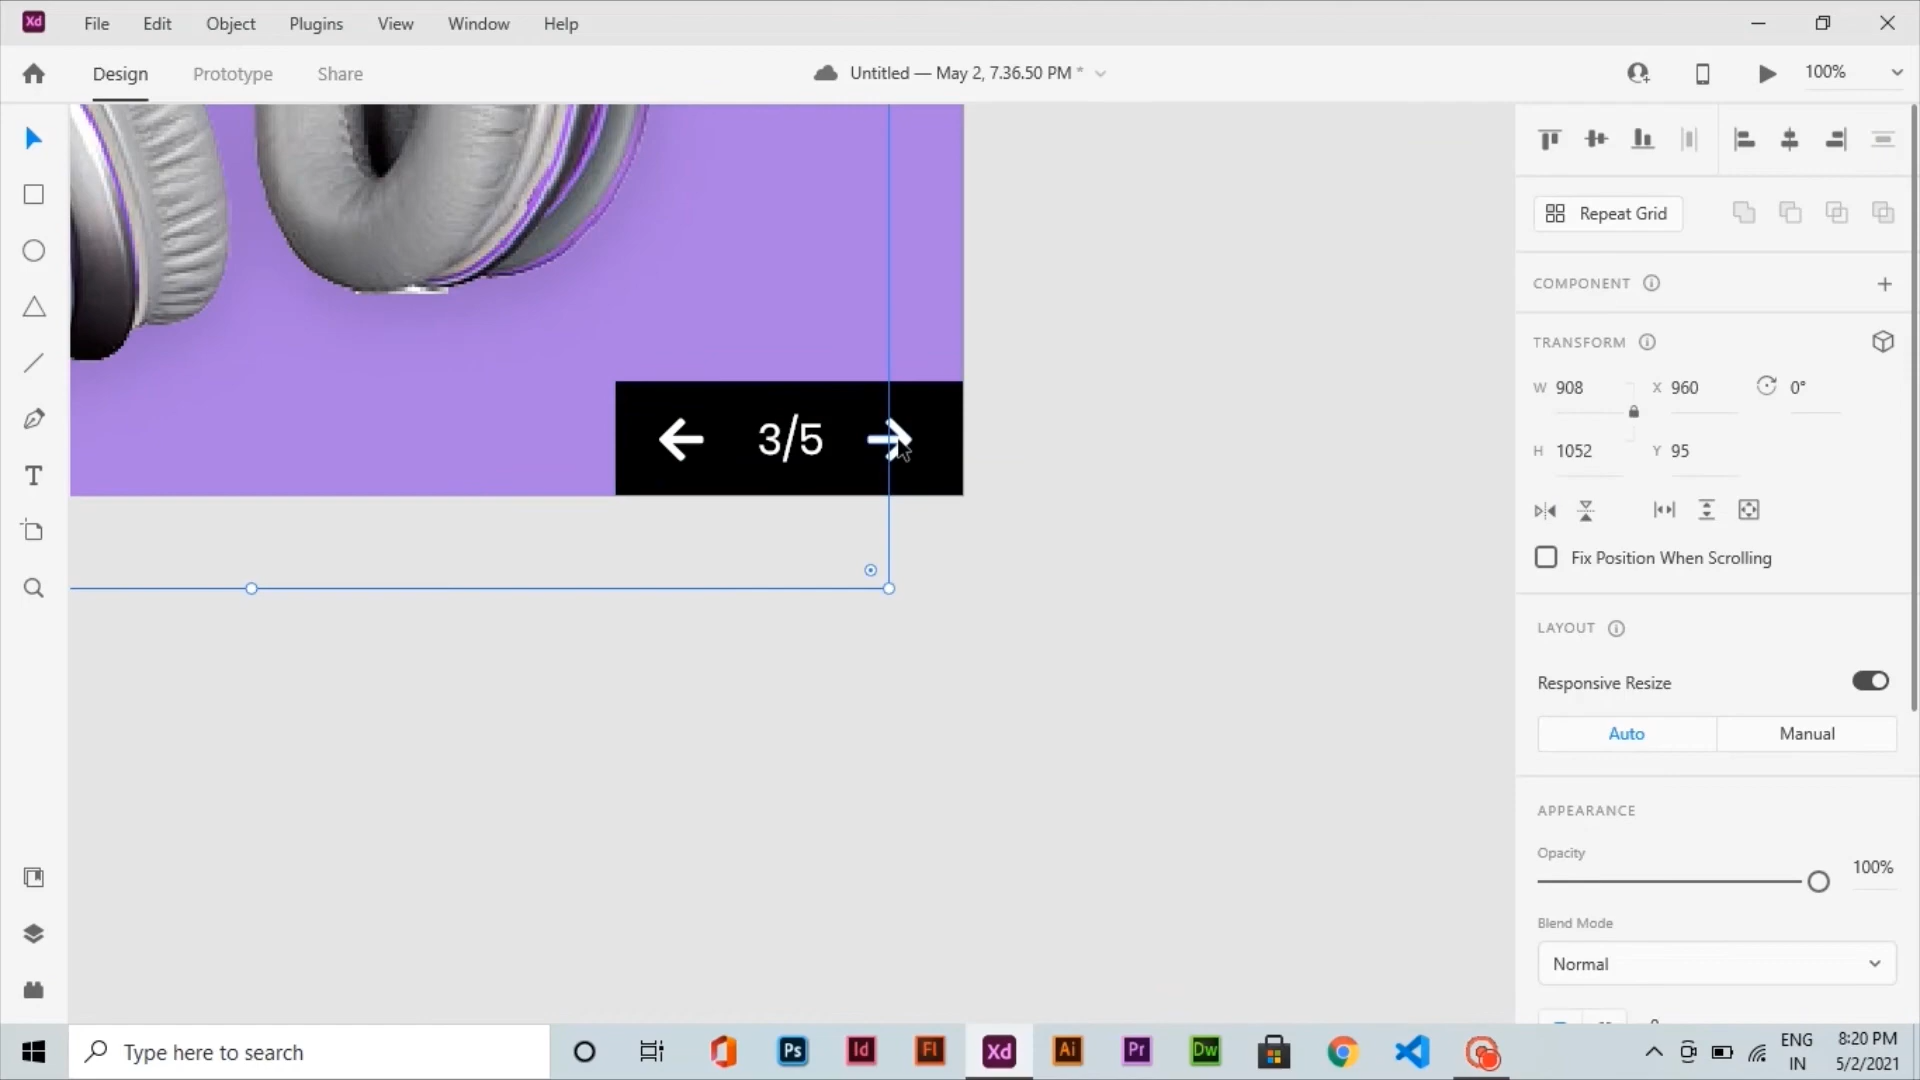 Xd File Edit Object Plugins View Window Help
Design Prototype Share Untitled — May 2, 7.36.50 PM * 100%
Repeat Grid
COMPONENT
TRANSFORM
W 908 X 960 0°
H 1052 Y 95
Fix Position When Scrolling
LAYOUT
Responsive Resize
Auto Manual
APPEARANCE
Opacity
100%
Blend Mode
Normal
3/5
T
Type here to search Ps Id Fl Xd Ai Pr Dw
ENG
IN
8:20 PM
5/2/2021